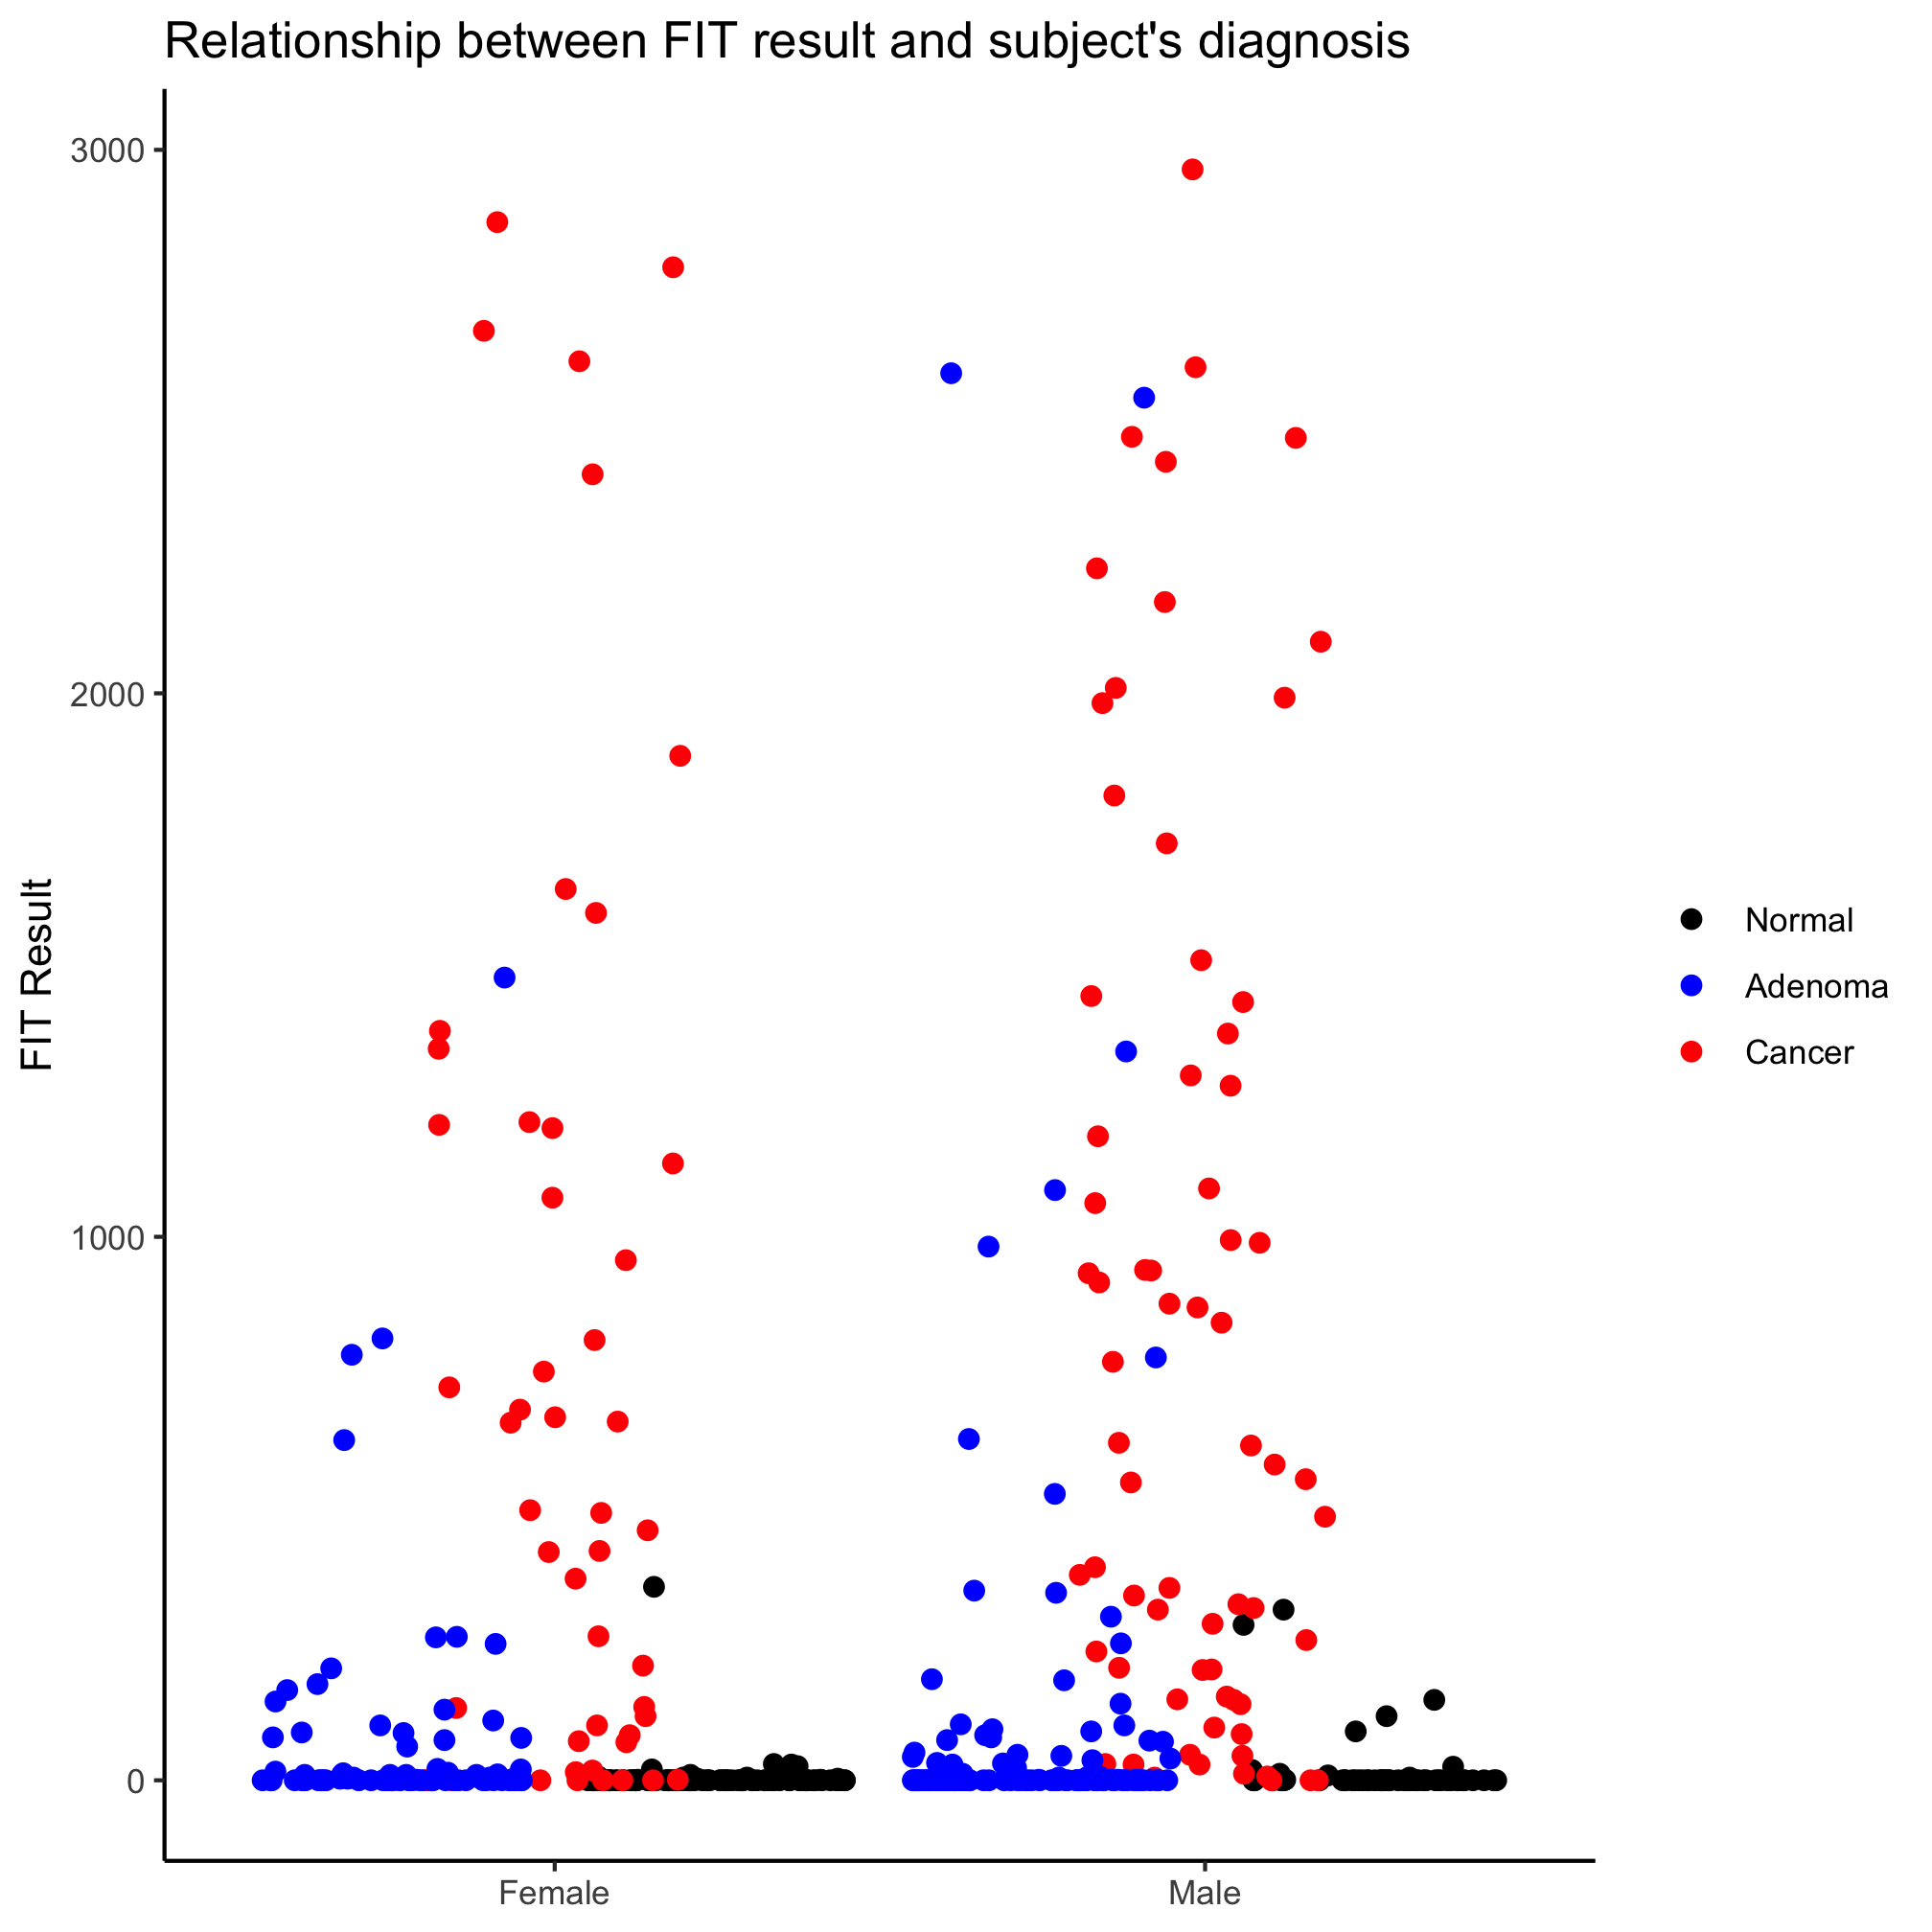 Relationship between FIT result and subject's diagnosis
3000
2000
1000
0
FIT Result
Female
Male
Normal
Adenoma
Cancer